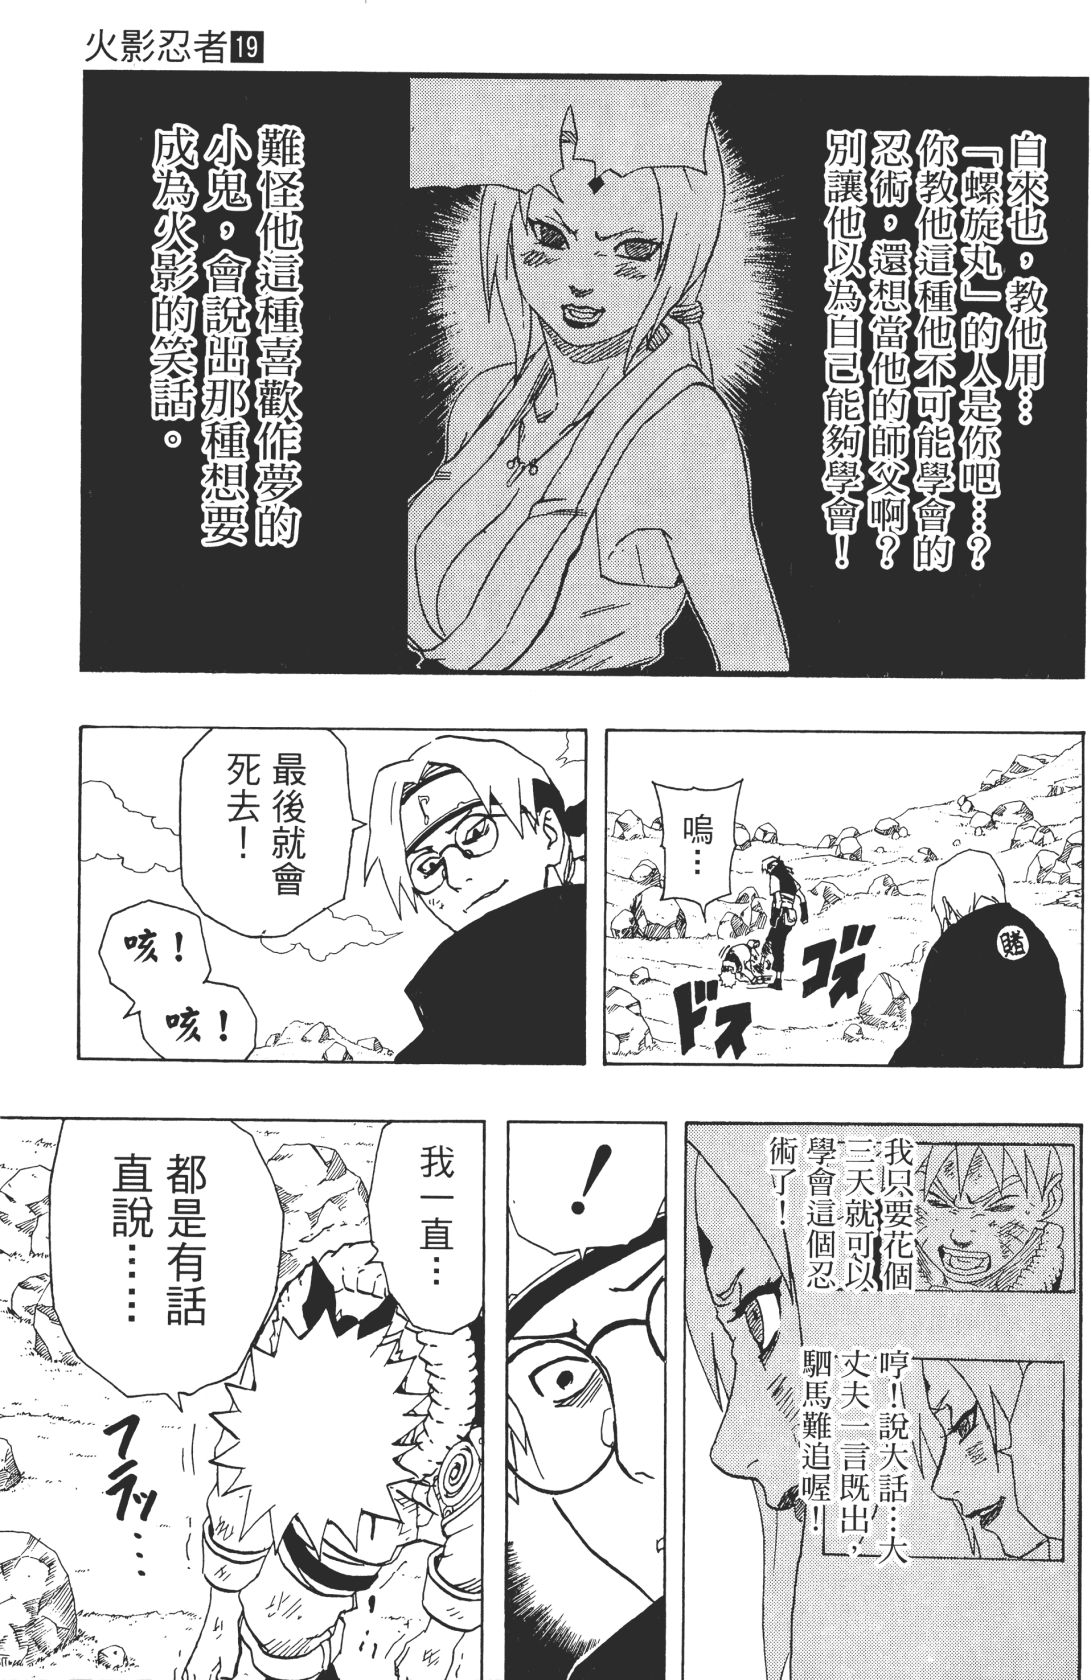 火影忍者19
自來也，教他用…
「螺旋丸」的人是你吧…？
你教他這種他不可能學會的
忍術，還想當他的師父啊？
別讓他以為自己能夠學會！
難怪他這種喜歡作夢的
小鬼，會說出那種想要
成為火影的笑話。
嗚…
賭
ゴディ
ドス
最後就會
死去！
咳！
咳！
我只要花個
三天就可以
學會這個忍
術了！
哼！說大話…大
丈夫一言既出，
駟馬難追喔！
！
我一直…
都是有話
直說……
フラッ…